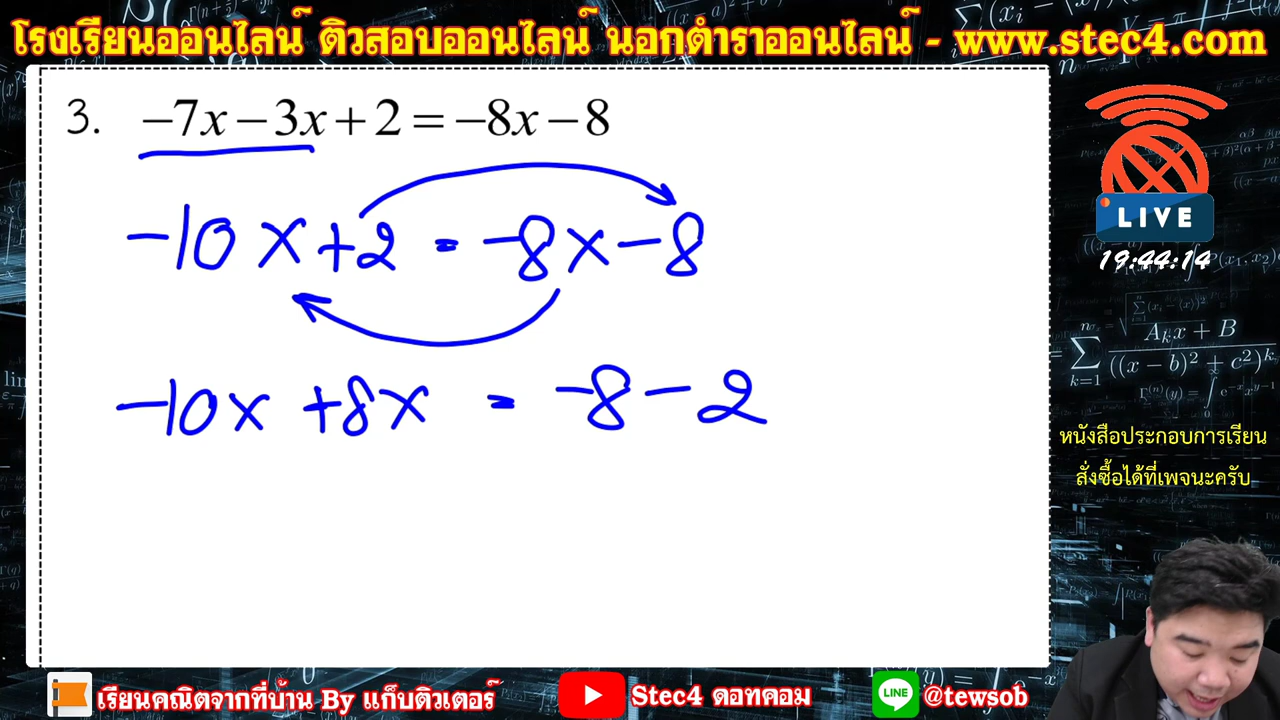 โรงเรียนออนไลน์ ติวสอบออนไลน์ นอกตำราออนไลน์ - www.stec4.com
3. −7x − 3x + 2 = −8x − 8
-10x+2 = -8x-8
-10x +8x = -8-2
LIVE
19:44:14
หนังสือประกอบการเรียน
สั่งซื้อได้ที่เพจนะครับ
เรียนคณิตจากที่บ้าน By แก็บติวเตอร์
Stec4 ดอทคอม
LINE
@tewsob